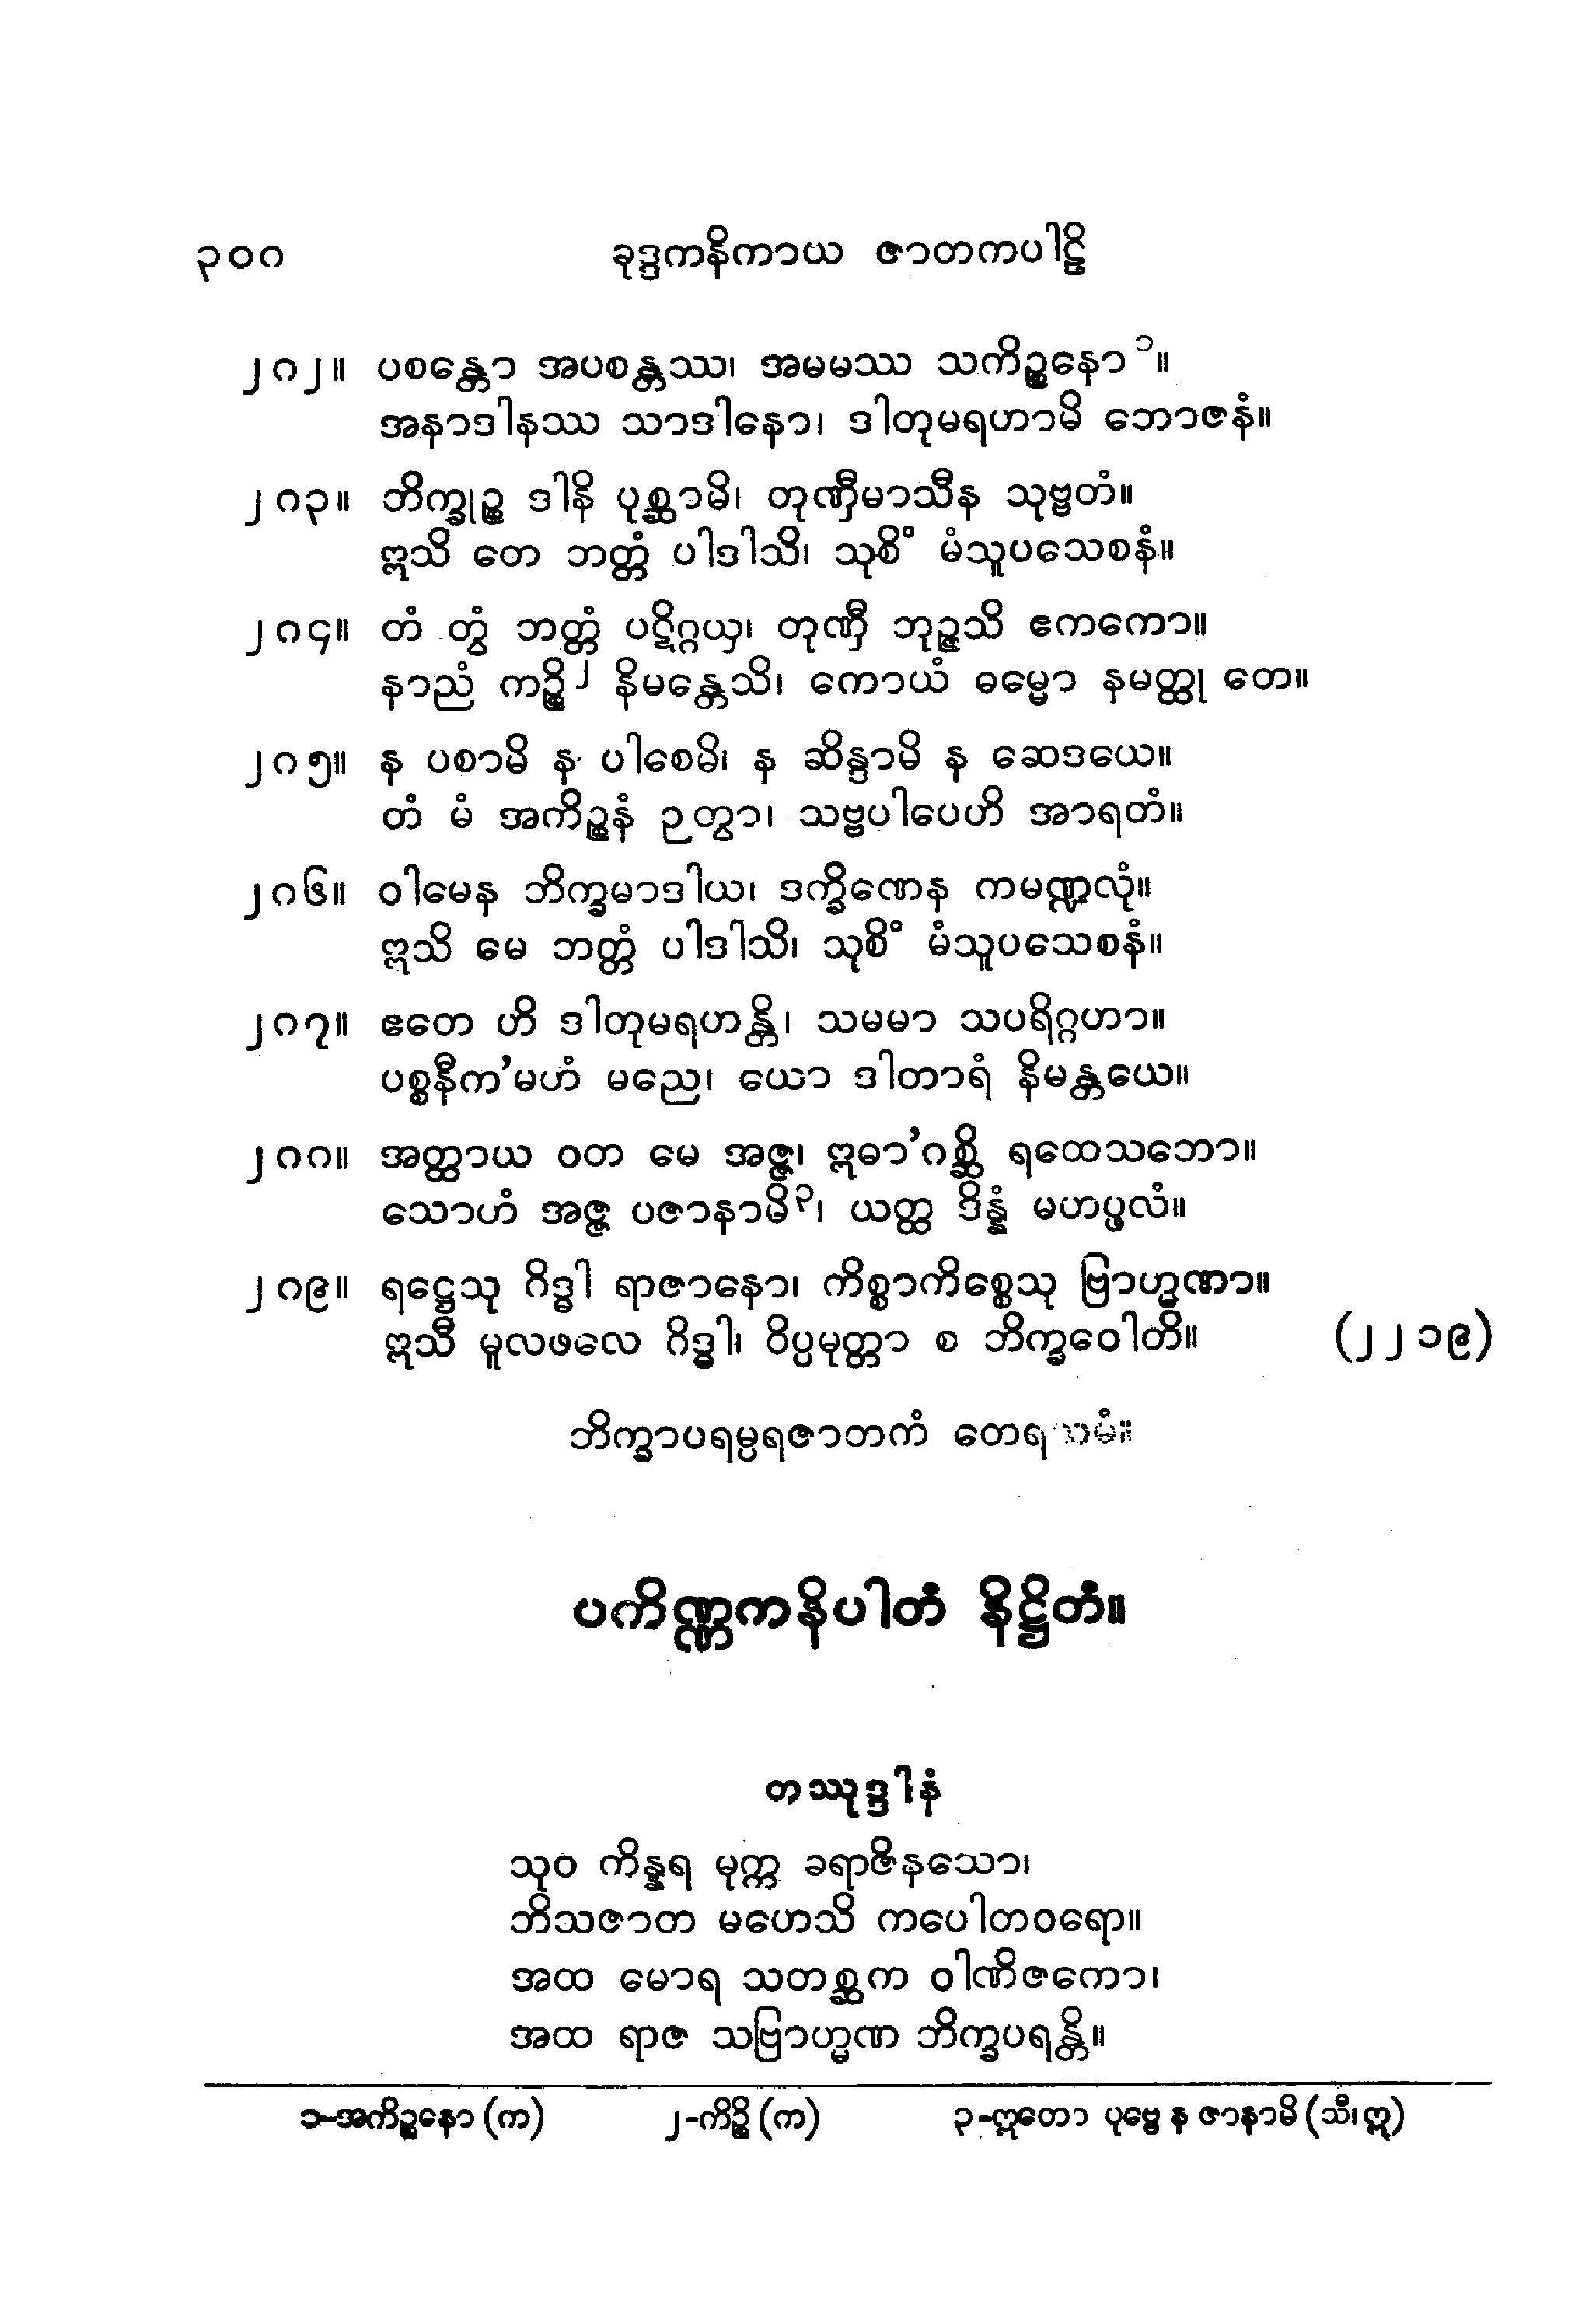 ၃၀၈ ခုဒ္ဒကနိကာယ ဇာတကပါဠိ
၂၈၂။ ပစန္တော အပစန္တဿ၊ အမမဿ သကိဉ္စနော၁။
အနာဒါနဿ သာဒါနော၊ ဒါတုမရဟာမိ ဘောဇနံ။
၂၈၃။ ဘိက္ခုဉ္စ ဒါနိ ပုစ္ဆာမိ၊ တုဏှီမာသီန သုဗ္ဗတံ။
ဣသိ တေ ဘတ္တံ ပါဒါသိ၊ သုစိံ မံသူပသေစနံ။
၂၈၄။ တံ တွံ ဘတ္တံ ပဋိဂ္ဂယှ၊ တုဏှီ ဘုဉ္ဇသိ ဧကကော။
နာညံ ကဉ္စိ၂ နိမန္တေသိ၊ ကောယံ ဓမ္မော နမတ္ထု တေ။
၂၈၅။ န ပစာမိ န ပါစေမိ၊ န ဆိန္ဒာမိ န ဆေဒယေ။
တံ မံ အကိဉ္စနံ ဉတွာ၊ သဗ္ဗပါပေဟိ အာရတံ။
၂၈၆။ ဝါမေန ဘိက္ခမာဒါယ၊ ဒက္ခိဏေန ကမဏ္ဍလုံ။
ဣသိ မေ ဘတ္တံ ပါဒါသိ၊ သုစိံ မံသူပသေစနံ။
၂၈၇။ ဧတေ ဟိ ဒါတုမရဟန္တိ၊ သမမာ သပရိဂ္ဂဟာ။
ပစ္စနီက’မဟံ မညေ၊ ယော ဒါတာရံ နိမန္တယေ။
၂၈၈။ အတ္ထာယ ဝတ မေ အဇ္ဇ၊ ဣဓာ’ဂစ္ဆိ ရထေသဘော။
သောဟံ အဇ္ဇ ပဇာနာမိ၃၊ ယတ္ထ ဒိန္နံ မဟပ္ဖလံ။
၂၈၉။ ရဋ္ဌေသု ဂိဒ္ဓါ ရာဇာနော၊ ကိစ္စာကိစ္စေသု ဗြာဟ္မဏာ။
ဣသီ မူလဖလေ ဂိဒ္ဓါ၊ ဝိပ္ပမုတ္တာ စ ဘိက္ခဝေါတိ။ (၂၂၁၉)
ဘိက္ခာပရမ္ပရဇာတကံ တေရသမံ။
ပကိဏ္ဏကနိပါတံ နိဋ္ဌိတံ။
တဿုဒ္ဒါနံ
သုဝ ကိန္နရ မုက္က ခရာဇိနသော၊
ဘိသဇာတ မဟေသိ ကပေါတဝရော။
အထ မောရ သတစ္ဆက ဝါဏိဇကော၊
အထ ရာဇ သဗြာဟ္မဏ ဘိက္ခပရန္တိ။
၁-အကိဉ္စနော (က) ၂-ကိဉ္စိ (က) ၃-ဣတော ပုဗ္ဗေ န ဇာနာမိ (သီ၊ဣ)